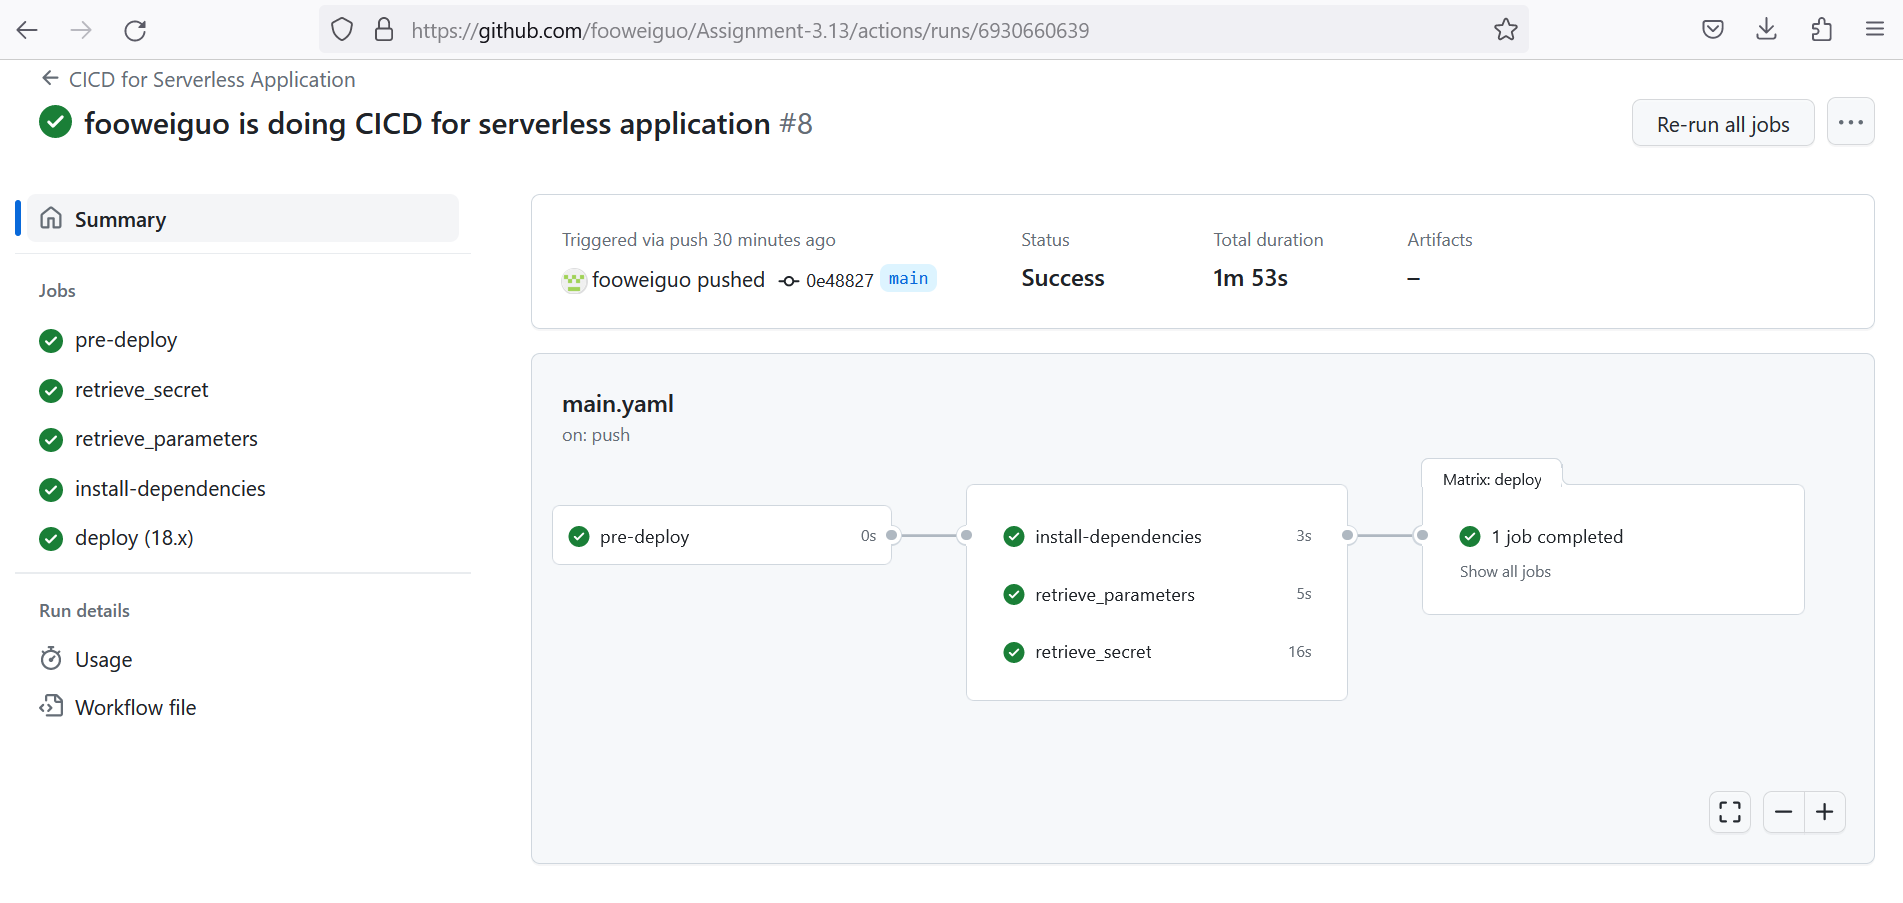 https://github.com/fooweiguo/Assignment-3.13/actions/runs/6930660639
CICD for Serverless Application
fooweiguo is doing CICD for serverless application #8
Re-run all jobs
Summary
Jobs
pre-deploy
retrieve_secret
retrieve_parameters
install-dependencies
deploy (18.x)
Run details
Usage
Workflow file
Triggered via push 30 minutes ago
fooweiguo pushed 0e48827 main
Status
Success
Total duration
1m 53s
Artifacts
–
main.yaml
on: push
pre-deploy 0s
install-dependencies 3s
retrieve_parameters 5s
retrieve_secret 16s
Matrix: deploy
1 job completed
Show all jobs